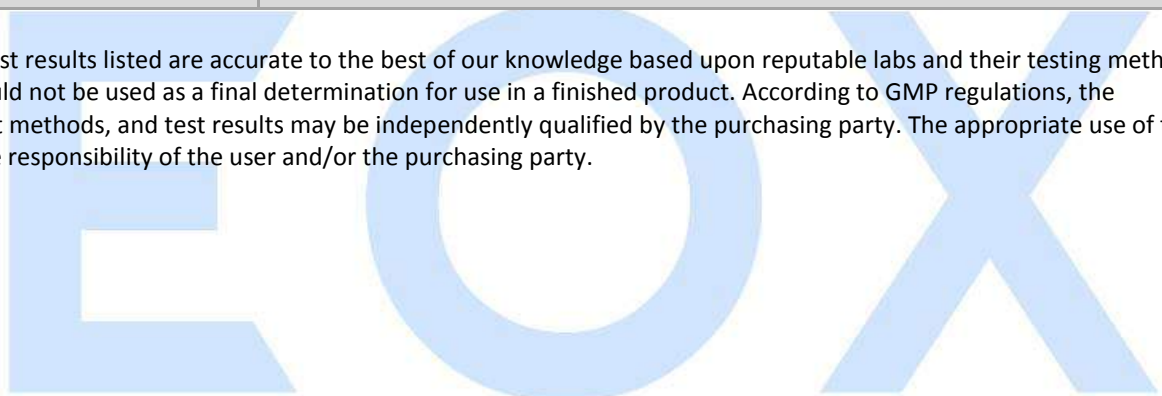 results listed are accurate to the best of our knowledge based upon reputable labs and their testing
not be used as a final determination for use in a finished product. According to GMP regulations, the
methods, and test results may be independently qualified by the purchasing party. The appropriate use of
responsibility of the user and/or the purchasing party.
EOX